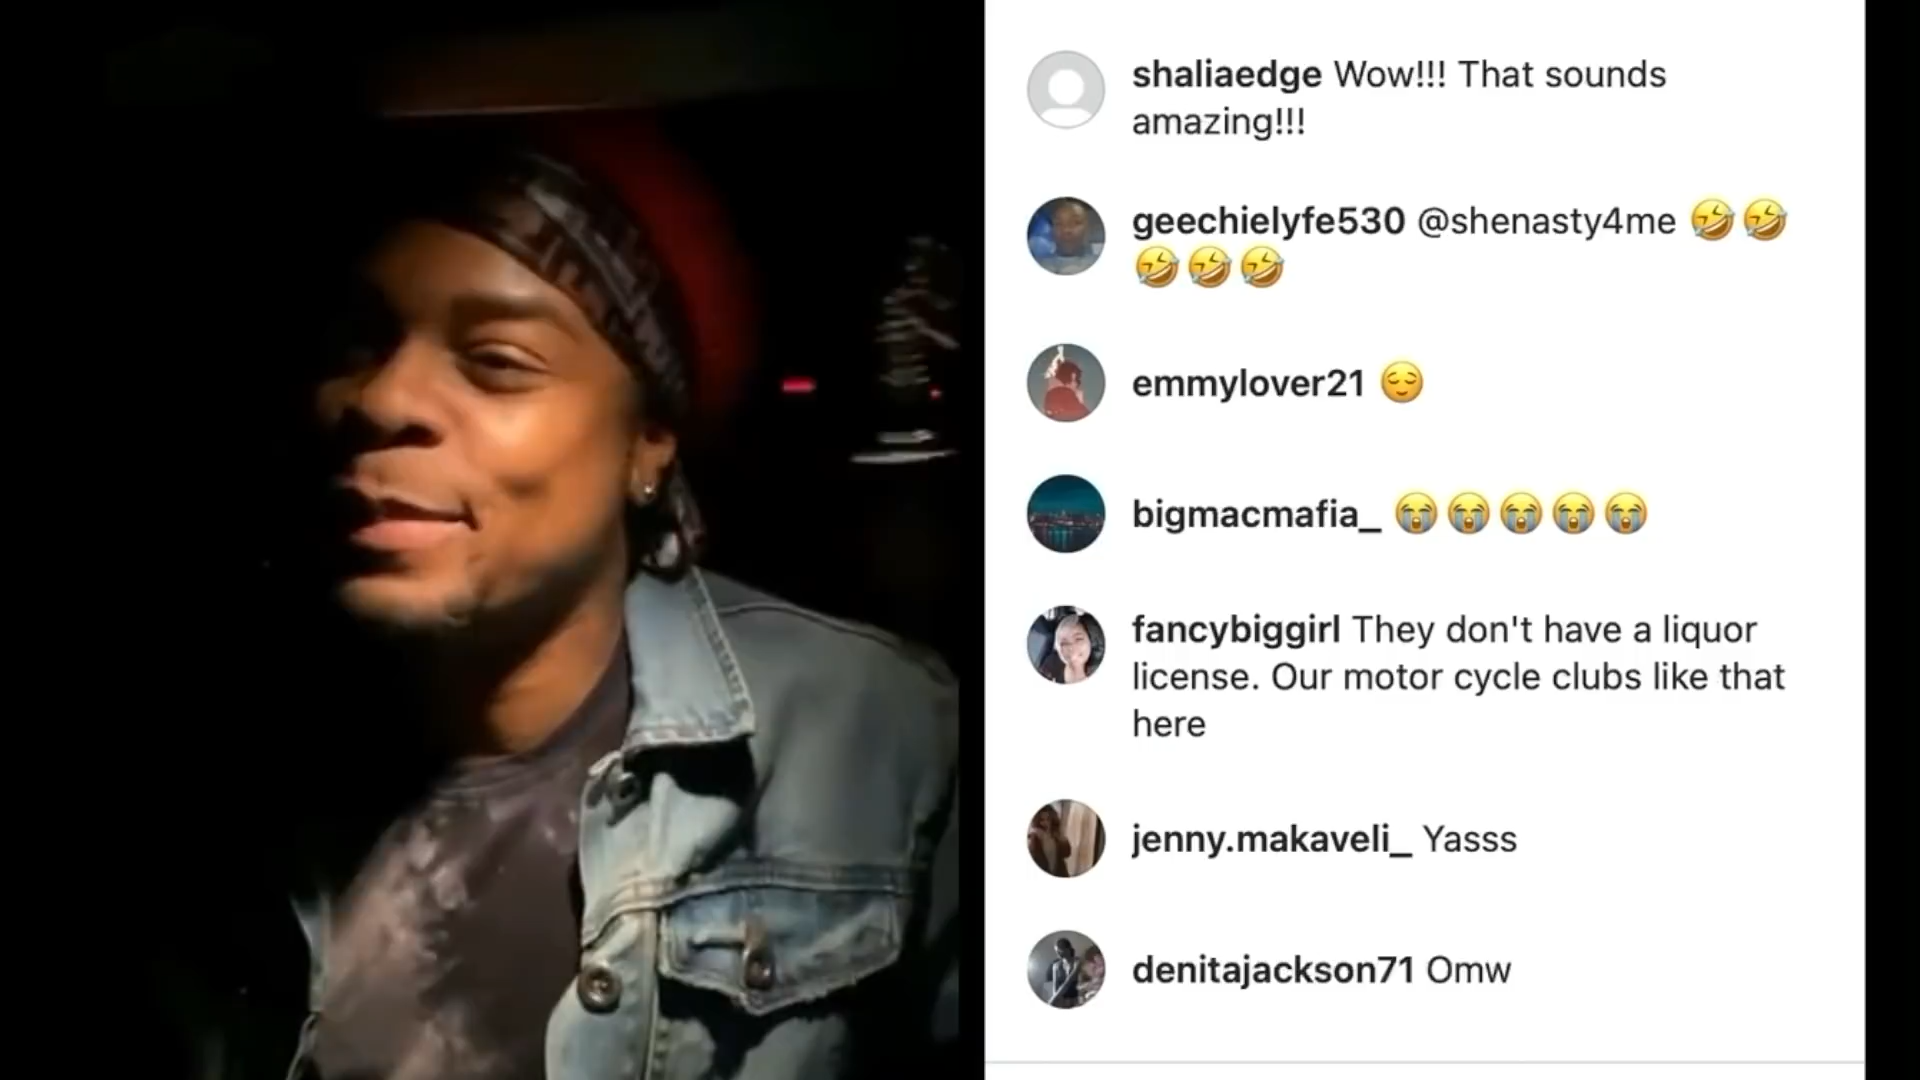 shaliaedge Wow!!! That sounds
amazing!!!
geechielyfe530 @shenasty4me 🤣🤣
🤣🤣🤣
emmylover21 😌
bigmacmafia_ 😭😭😭😭😭
fancybiggirl They don't have a liquor
license. Our motor cycle clubs like that
here
jenny.makaveli_ Yasss
denitajackson71 Omw